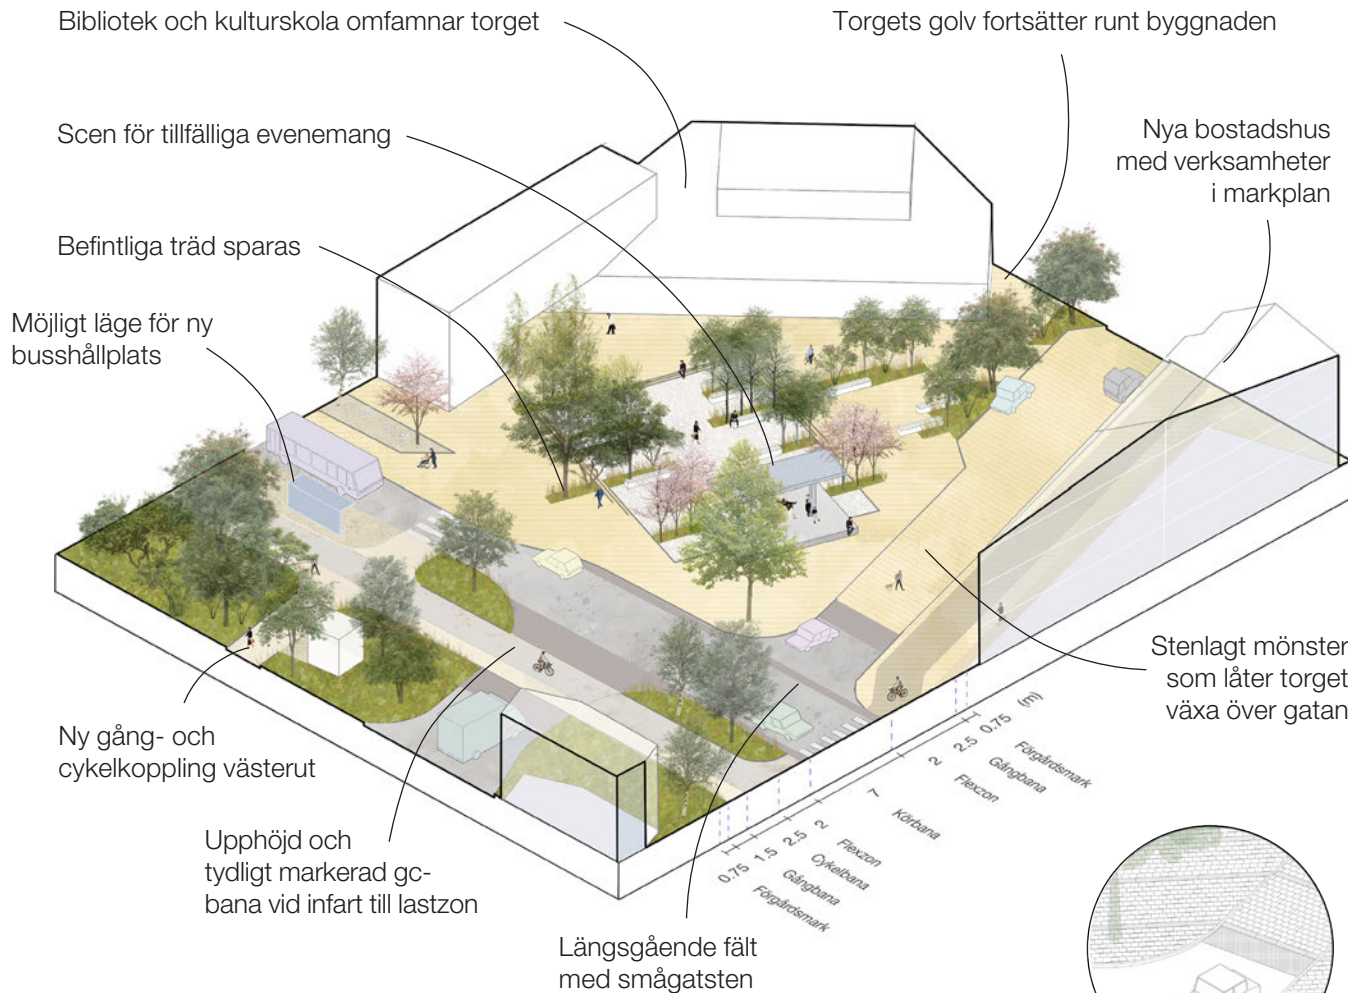 Bibliotek och kulturskola omfamnar torget
Torgets golv fortsätter runt byggnaden
Scen för tillfälliga evenemang
Nya bostadshus
med verksamheter
i markplan
Befintliga träd sparas
Möjligt läge för ny
busshållplats
Stenlagt mönster
som låter torget
växa över gatan
Ny gång- och
cykelkoppling västerut
Upphöjd och
tydligt markerad gc-
bana vid infart till lastzon
Längsgående fält
med smågatsten
0.75 1.5 2.5 2 7 2 2.5 0.75 (m)
Förgårdsmark
Gångbana
Cykelbana
Flexzon
Körbana
Flexzon
Gångbana
Förgårdsmark